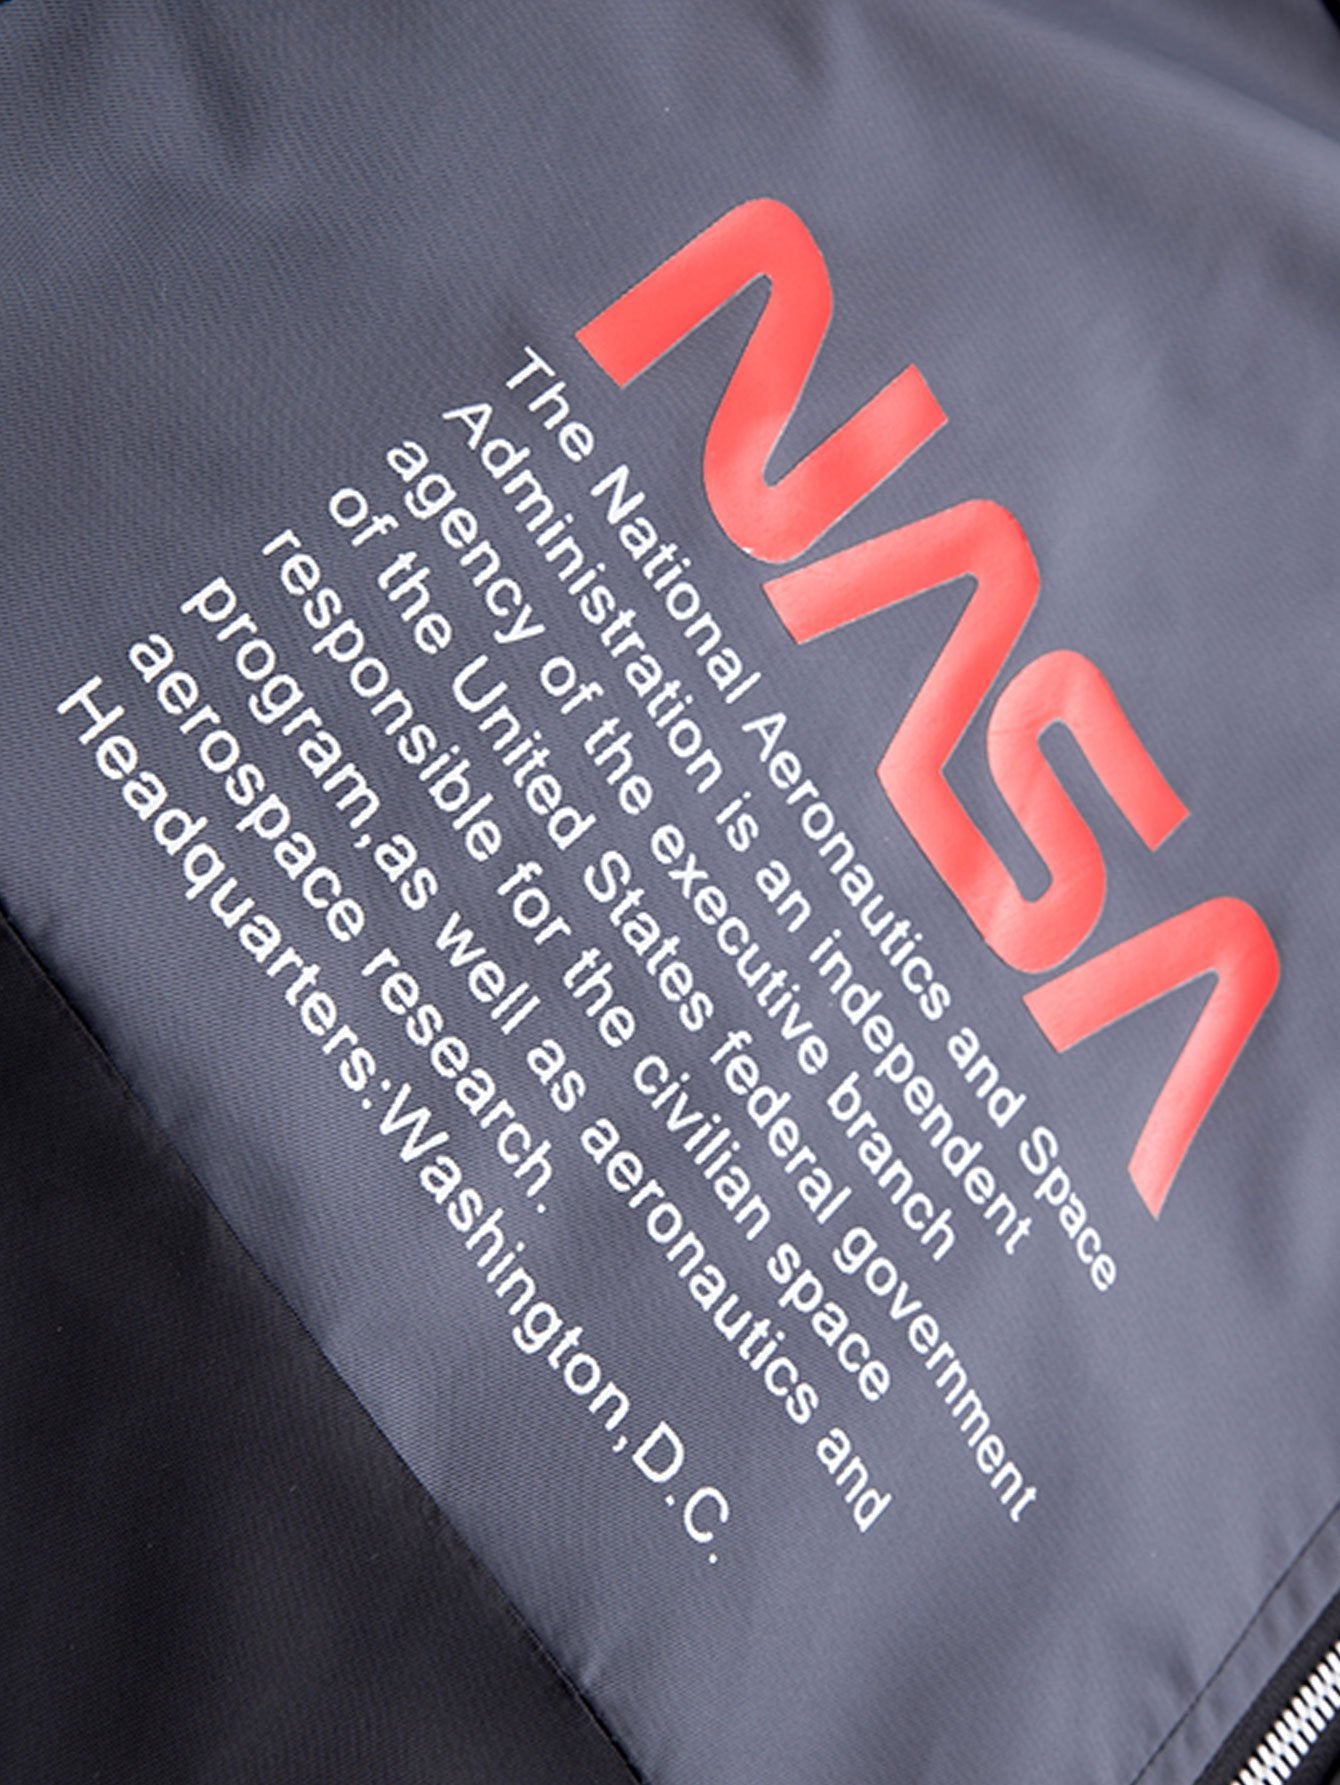 NASA
The National Aeronautics and Space
Administration is an independent
agency of the executive branch
of the United States federal government
responsible for the civilian space
program,as well as aeronautics and
aerospace research.
Headquarters:Washington,D.C.